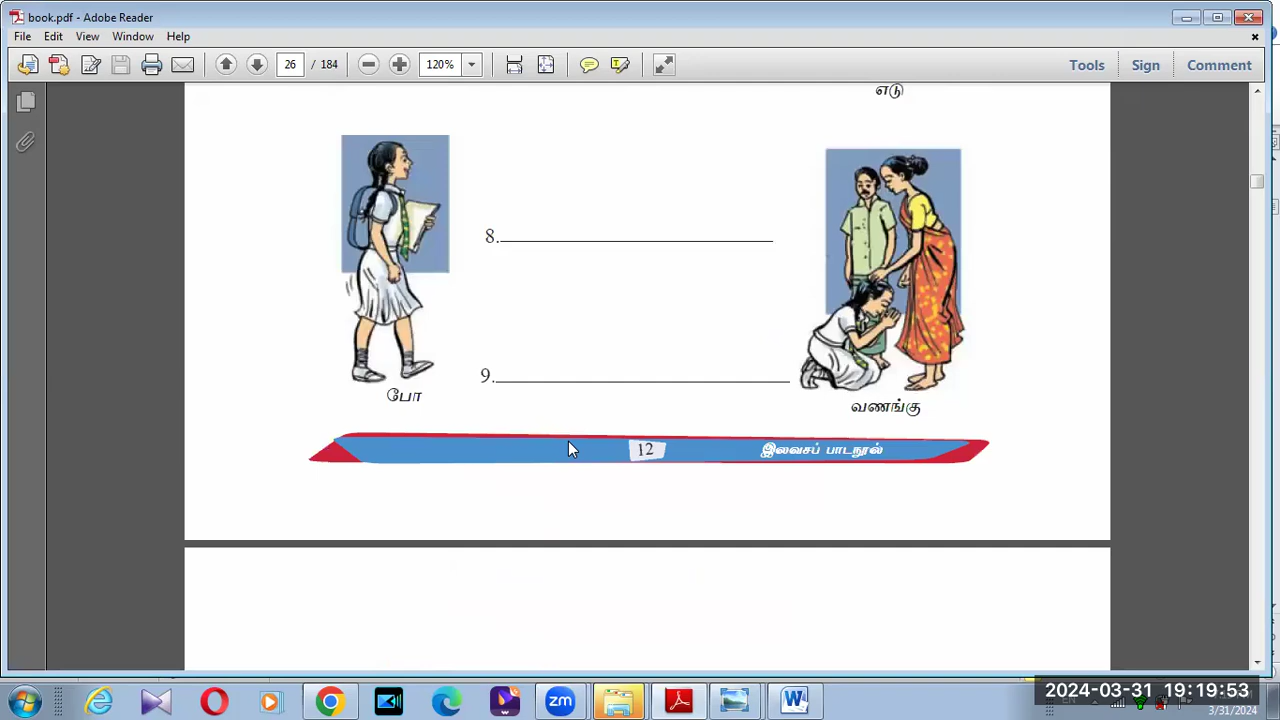 book.pdf - Adobe Reader
File Edit View Window Help
26 / 184 120% Tools Sign Comment
எடு
8.
9.
போ
வணங்கு
12 இலவசப் பாடநூல்
zm W
2024-03-31 19:19:53
3/31/2024